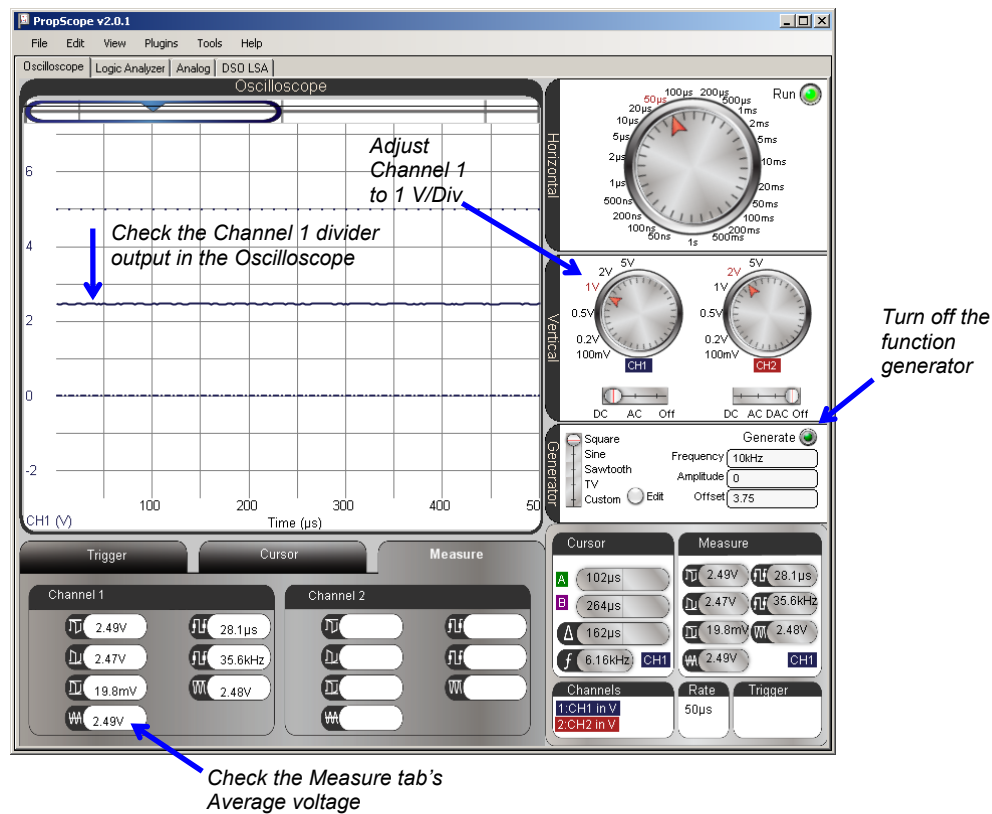 PropScope v2.0.1
File Edit View Plugins Tools Help
Oscilloscope Logic Analyzer Analog DSO LSA
Oscilloscope
6
4
2
0
-2
100 200 300 400 50
CH1 (V)
Time (µs)
Adjust
Channel 1
to 1 V/Div
Check the Channel 1 divider
output in the Oscilloscope
Horizontal
Run
50ns
100ns
200ns
500ns
1µs
2µs
5µs
10µs
20µs
50µs
100µs
200µs
500µs
1ms
2ms
5ms
10ms
20ms
50ms
100ms
200ms
500ms
1s
Vertical
5V
2V
1V
0.5V
0.2V
100mV
CH1
DC AC Off
5V
2V
1V
0.5V
0.2V
100mV
CH2
DC AC DAC Off
Turn off the
function
generator
Generator
Square
Sine
Sawtooth
TV
Custom
Edit
Generate
Frequency 10kHz
Amplitude 0
Offset 3.75
Trigger Cursor Measure
Channel 1
2.49V 28.1µs
2.47V 35.6kHz
19.8mV 2.48V
2.49V
Channel 2
Cursor
A 102µs
B 264µs
Δ 162µs
f 6.16kHz CH1
Measure
2.49V 28.1µs
2.47V 35.6kHz
19.8mV 2.48V
2.49V CH1
Channels
1:CH1 in V
2:CH2 in V
Rate
50µs
Trigger
Check the Measure tab's
Average voltage